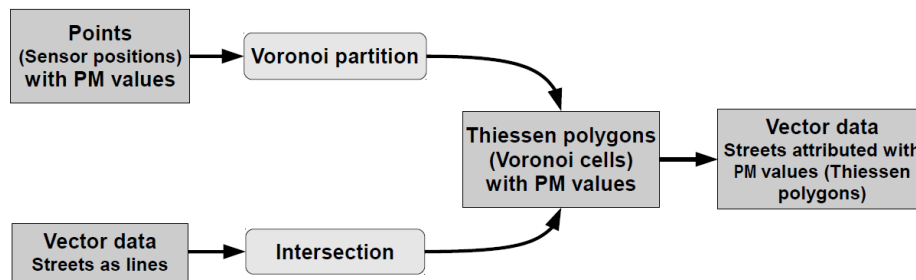 Points
(Sensor positions)
with PM values
Voronoi partition
Thiessen polygons
(Voronoi cells)
with PM values
Vector data
Streets attributed with
PM values (Thiessen
polygons)
Vector data
Streets as lines
Intersection